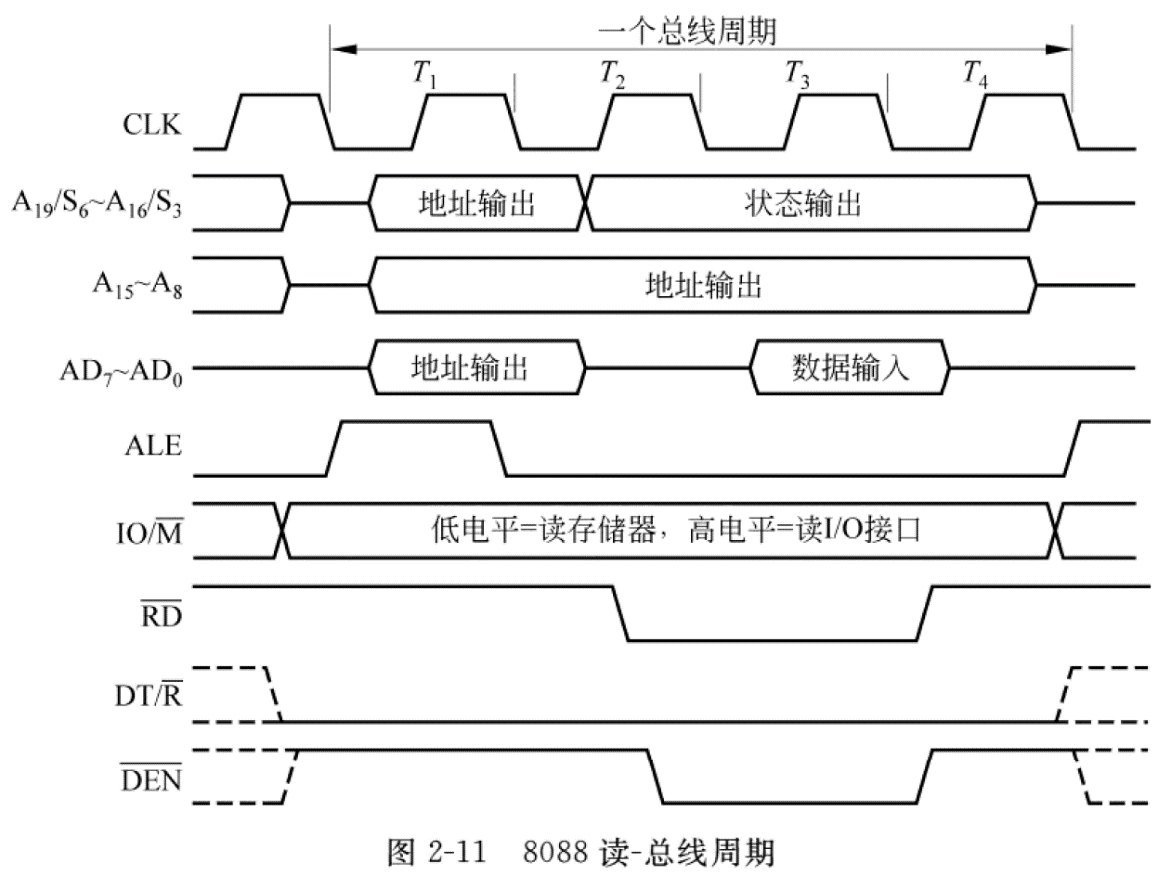 一个总线周期
T₁ T₂ T₃ T₄
CLK
A₁₉/S₆~A₁₆/S₃ 地址输出 状态输出
A₁₅~A₈ 地址输出
AD₇~AD₀ 地址输出 数据输入
ALE
IO/M̅ 低电平=读存储器，高电平=读I/O接口
R̅D̅
DT/R̅
D̅E̅N̅
图 2-11 8088 读-总线周期